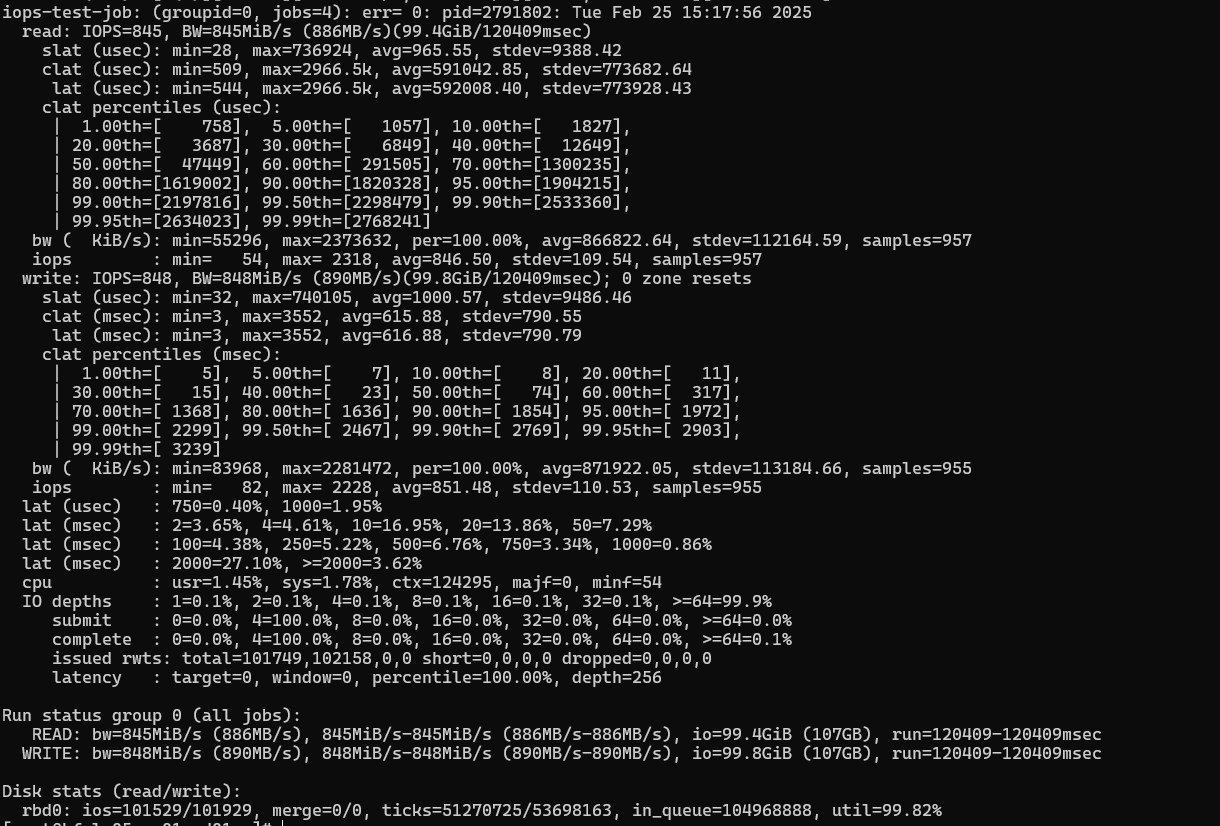 iops-test-job: (groupid=0, jobs=4): err= 0: pid=2791802: Tue Feb 25 15:17:56 2025
  read: IOPS=845, BW=845MiB/s (886MB/s)(99.4GiB/120409msec)
    slat (usec): min=28, max=736924, avg=965.55, stdev=9388.42
    clat (usec): min=509, max=2966.5k, avg=591042.85, stdev=773682.64
     lat (usec): min=544, max=2966.5k, avg=592008.40, stdev=773928.43
    clat percentiles (usec):
     |  1.00th=[    758],  5.00th=[   1057], 10.00th=[   1827],
     | 20.00th=[   3687], 30.00th=[   6849], 40.00th=[  12649],
     | 50.00th=[  47449], 60.00th=[ 291505], 70.00th=[1300235],
     | 80.00th=[1619002], 90.00th=[1820328], 95.00th=[1904215],
     | 99.00th=[2197816], 99.50th=[2298479], 99.90th=[2533360],
     | 99.95th=[2634023], 99.99th=[2768241]
   bw (  KiB/s): min=55296, max=2373632, per=100.00%, avg=866822.64, stdev=112164.59, samples=957
   iops        : min=   54, max= 2318, avg=846.50, stdev=109.54, samples=957
  write: IOPS=848, BW=848MiB/s (890MB/s)(99.8GiB/120409msec); 0 zone resets
    slat (usec): min=32, max=740105, avg=1000.57, stdev=9486.46
    clat (msec): min=3, max=3552, avg=615.88, stdev=790.55
     lat (msec): min=3, max=3552, avg=616.88, stdev=790.79
    clat percentiles (msec):
     |  1.00th=[    5],  5.00th=[    7], 10.00th=[    8], 20.00th=[   11],
     | 30.00th=[   15], 40.00th=[   23], 50.00th=[   74], 60.00th=[  317],
     | 70.00th=[ 1368], 80.00th=[ 1636], 90.00th=[ 1854], 95.00th=[ 1972],
     | 99.00th=[ 2299], 99.50th=[ 2467], 99.90th=[ 2769], 99.95th=[ 2903],
     | 99.99th=[ 3239]
   bw (  KiB/s): min=83968, max=2281472, per=100.00%, avg=871922.05, stdev=113184.66, samples=955
   iops        : min=   82, max= 2228, avg=851.48, stdev=110.53, samples=955
  lat (usec)   : 750=0.40%, 1000=1.95%
  lat (msec)   : 2=3.65%, 4=4.61%, 10=16.95%, 20=13.86%, 50=7.29%
  lat (msec)   : 100=4.38%, 250=5.22%, 500=6.76%, 750=3.34%, 1000=0.86%
  lat (msec)   : 2000=27.10%, >=2000=3.62%
  cpu          : usr=1.45%, sys=1.78%, ctx=124295, majf=0, minf=54
  IO depths    : 1=0.1%, 2=0.1%, 4=0.1%, 8=0.1%, 16=0.1%, 32=0.1%, >=64=99.9%
     submit    : 0=0.0%, 4=100.0%, 8=0.0%, 16=0.0%, 32=0.0%, 64=0.0%, >=64=0.0%
     complete  : 0=0.0%, 4=100.0%, 8=0.0%, 16=0.0%, 32=0.0%, 64=0.0%, >=64=0.1%
     issued rwts: total=101749,102158,0,0 short=0,0,0,0 dropped=0,0,0,0
     latency   : target=0, window=0, percentile=100.00%, depth=256

Run status group 0 (all jobs):
   READ: bw=845MiB/s (886MB/s), 845MiB/s-845MiB/s (886MB/s-886MB/s), io=99.4GiB (107GB), run=120409-120409msec
  WRITE: bw=848MiB/s (890MB/s), 848MiB/s-848MiB/s (890MB/s-890MB/s), io=99.8GiB (107GB), run=120409-120409msec

Disk stats (read/write):
  rbd0: ios=101529/101929, merge=0/0, ticks=51270725/53698163, in_queue=104968888, util=99.82%